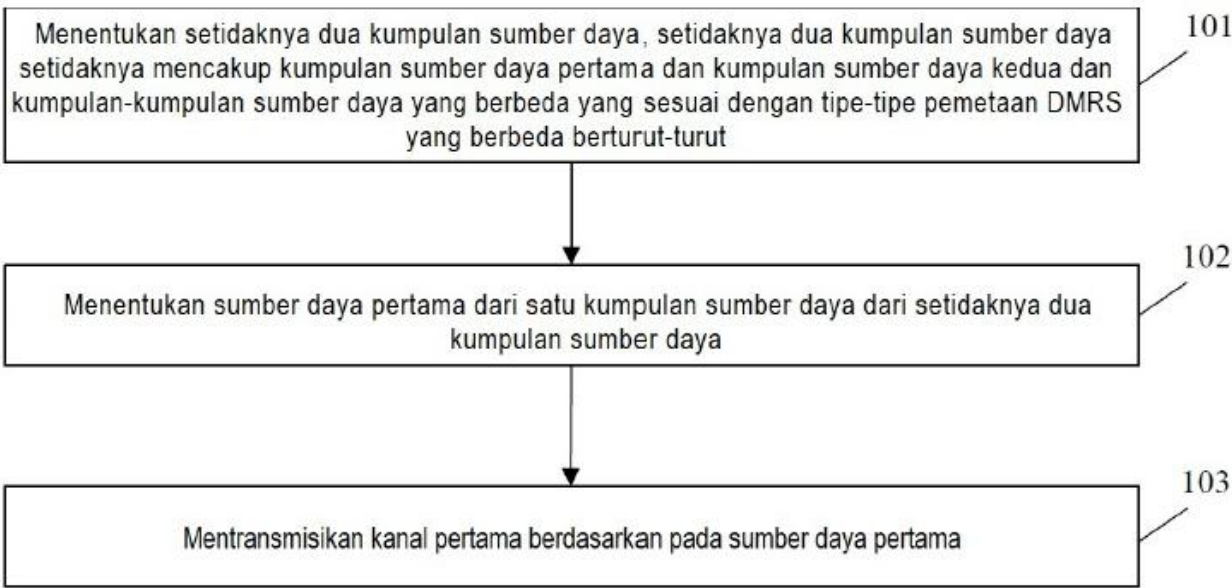 Menentukan setidaknya dua kumpulan sumber daya, setidaknya dua kumpulan sumber daya
setidaknya mencakup kumpulan sumber daya pertama dan kumpulan sumber daya kedua dan
kumpulan-kumpulan sumber daya yang berbeda yang sesuai dengan tipe-tipe pemetaan DMRS
yang berbeda berturut-turut
101
Menentukan sumber daya pertama dari satu kumpulan sumber daya dari setidaknya dua
kumpulan sumber daya
102
Mentransmisikan kanal pertama berdasarkan pada sumber daya pertama
103